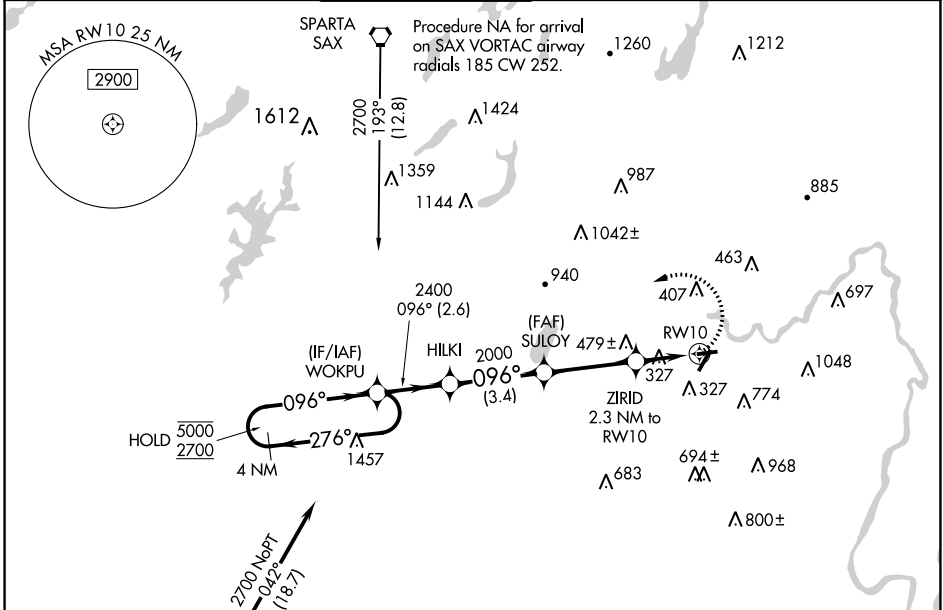 MSA RW 10 25 NM
2900
SPARTA
SAX
Procedure NA for arrival
on SAX VORTAC airway
radials 185 CW 252.
1260
1212
1612
2700
193°
(12.8)
1424
1359
1144
987
885
1042±
940
463
407
697
2400
096° (2.6)
(IF/IAF)
WOKPU
HILKI
2000
096°
(3.4)
(FAF)
SULOY
479±
RW10
327
1048
096°
HOLD
5000
2700
276°
4 NM
1457
ZIRID
2.3 NM to
RW10
327
774
683
694±
968
800±
2700 NoPT
042°
(18.7)